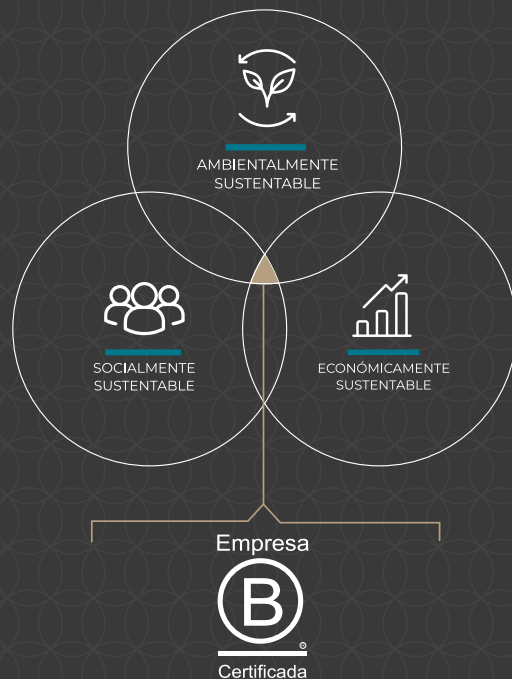 AMBIENTALMENTE
SUSTENTABLE
SOCIALMENTE
SUSTENTABLE
ECONÓMICAMENTE
SUSTENTABLE
Empresa
B
®
Certificada